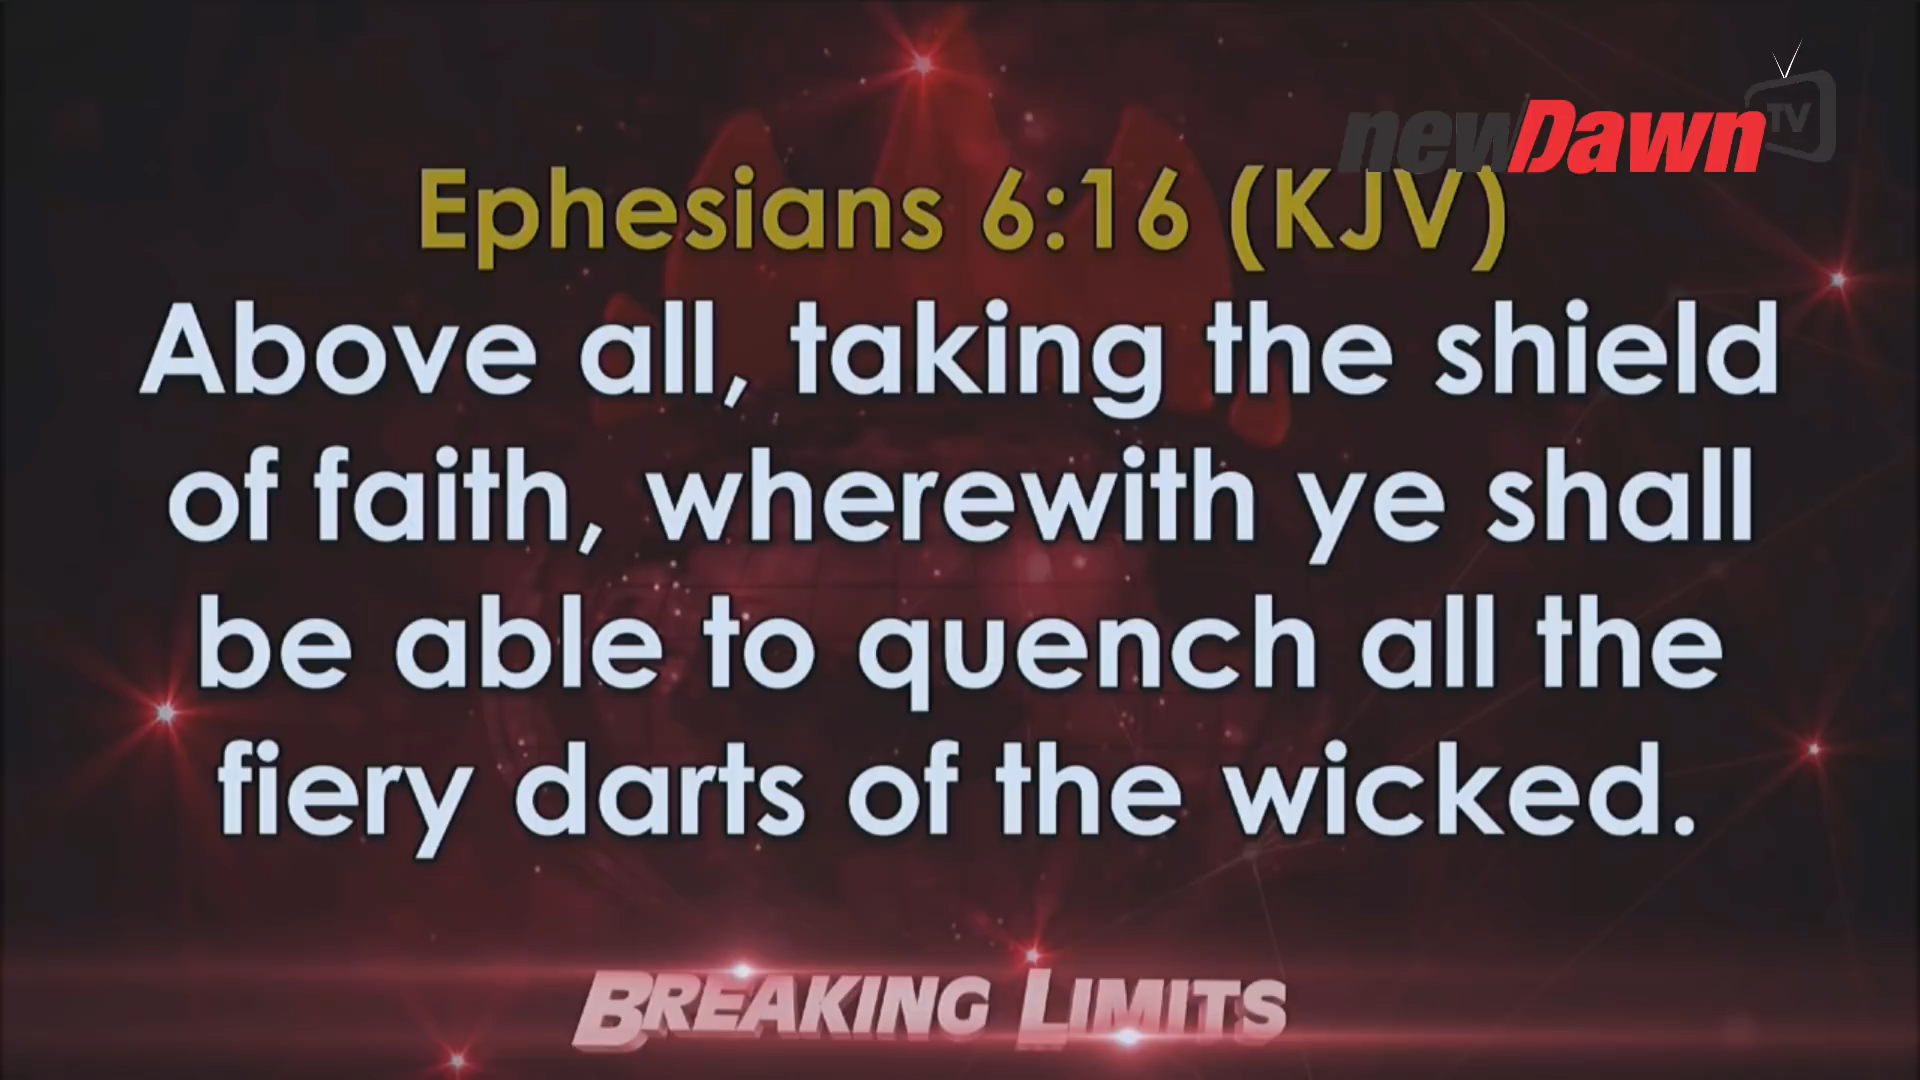 newDawn TV
Ephesians 6:16 (KJV)
Above all, taking the shield
of faith, wherewith ye shall
be able to quench all the
fiery darts of the wicked.
BREAKING LIMITS